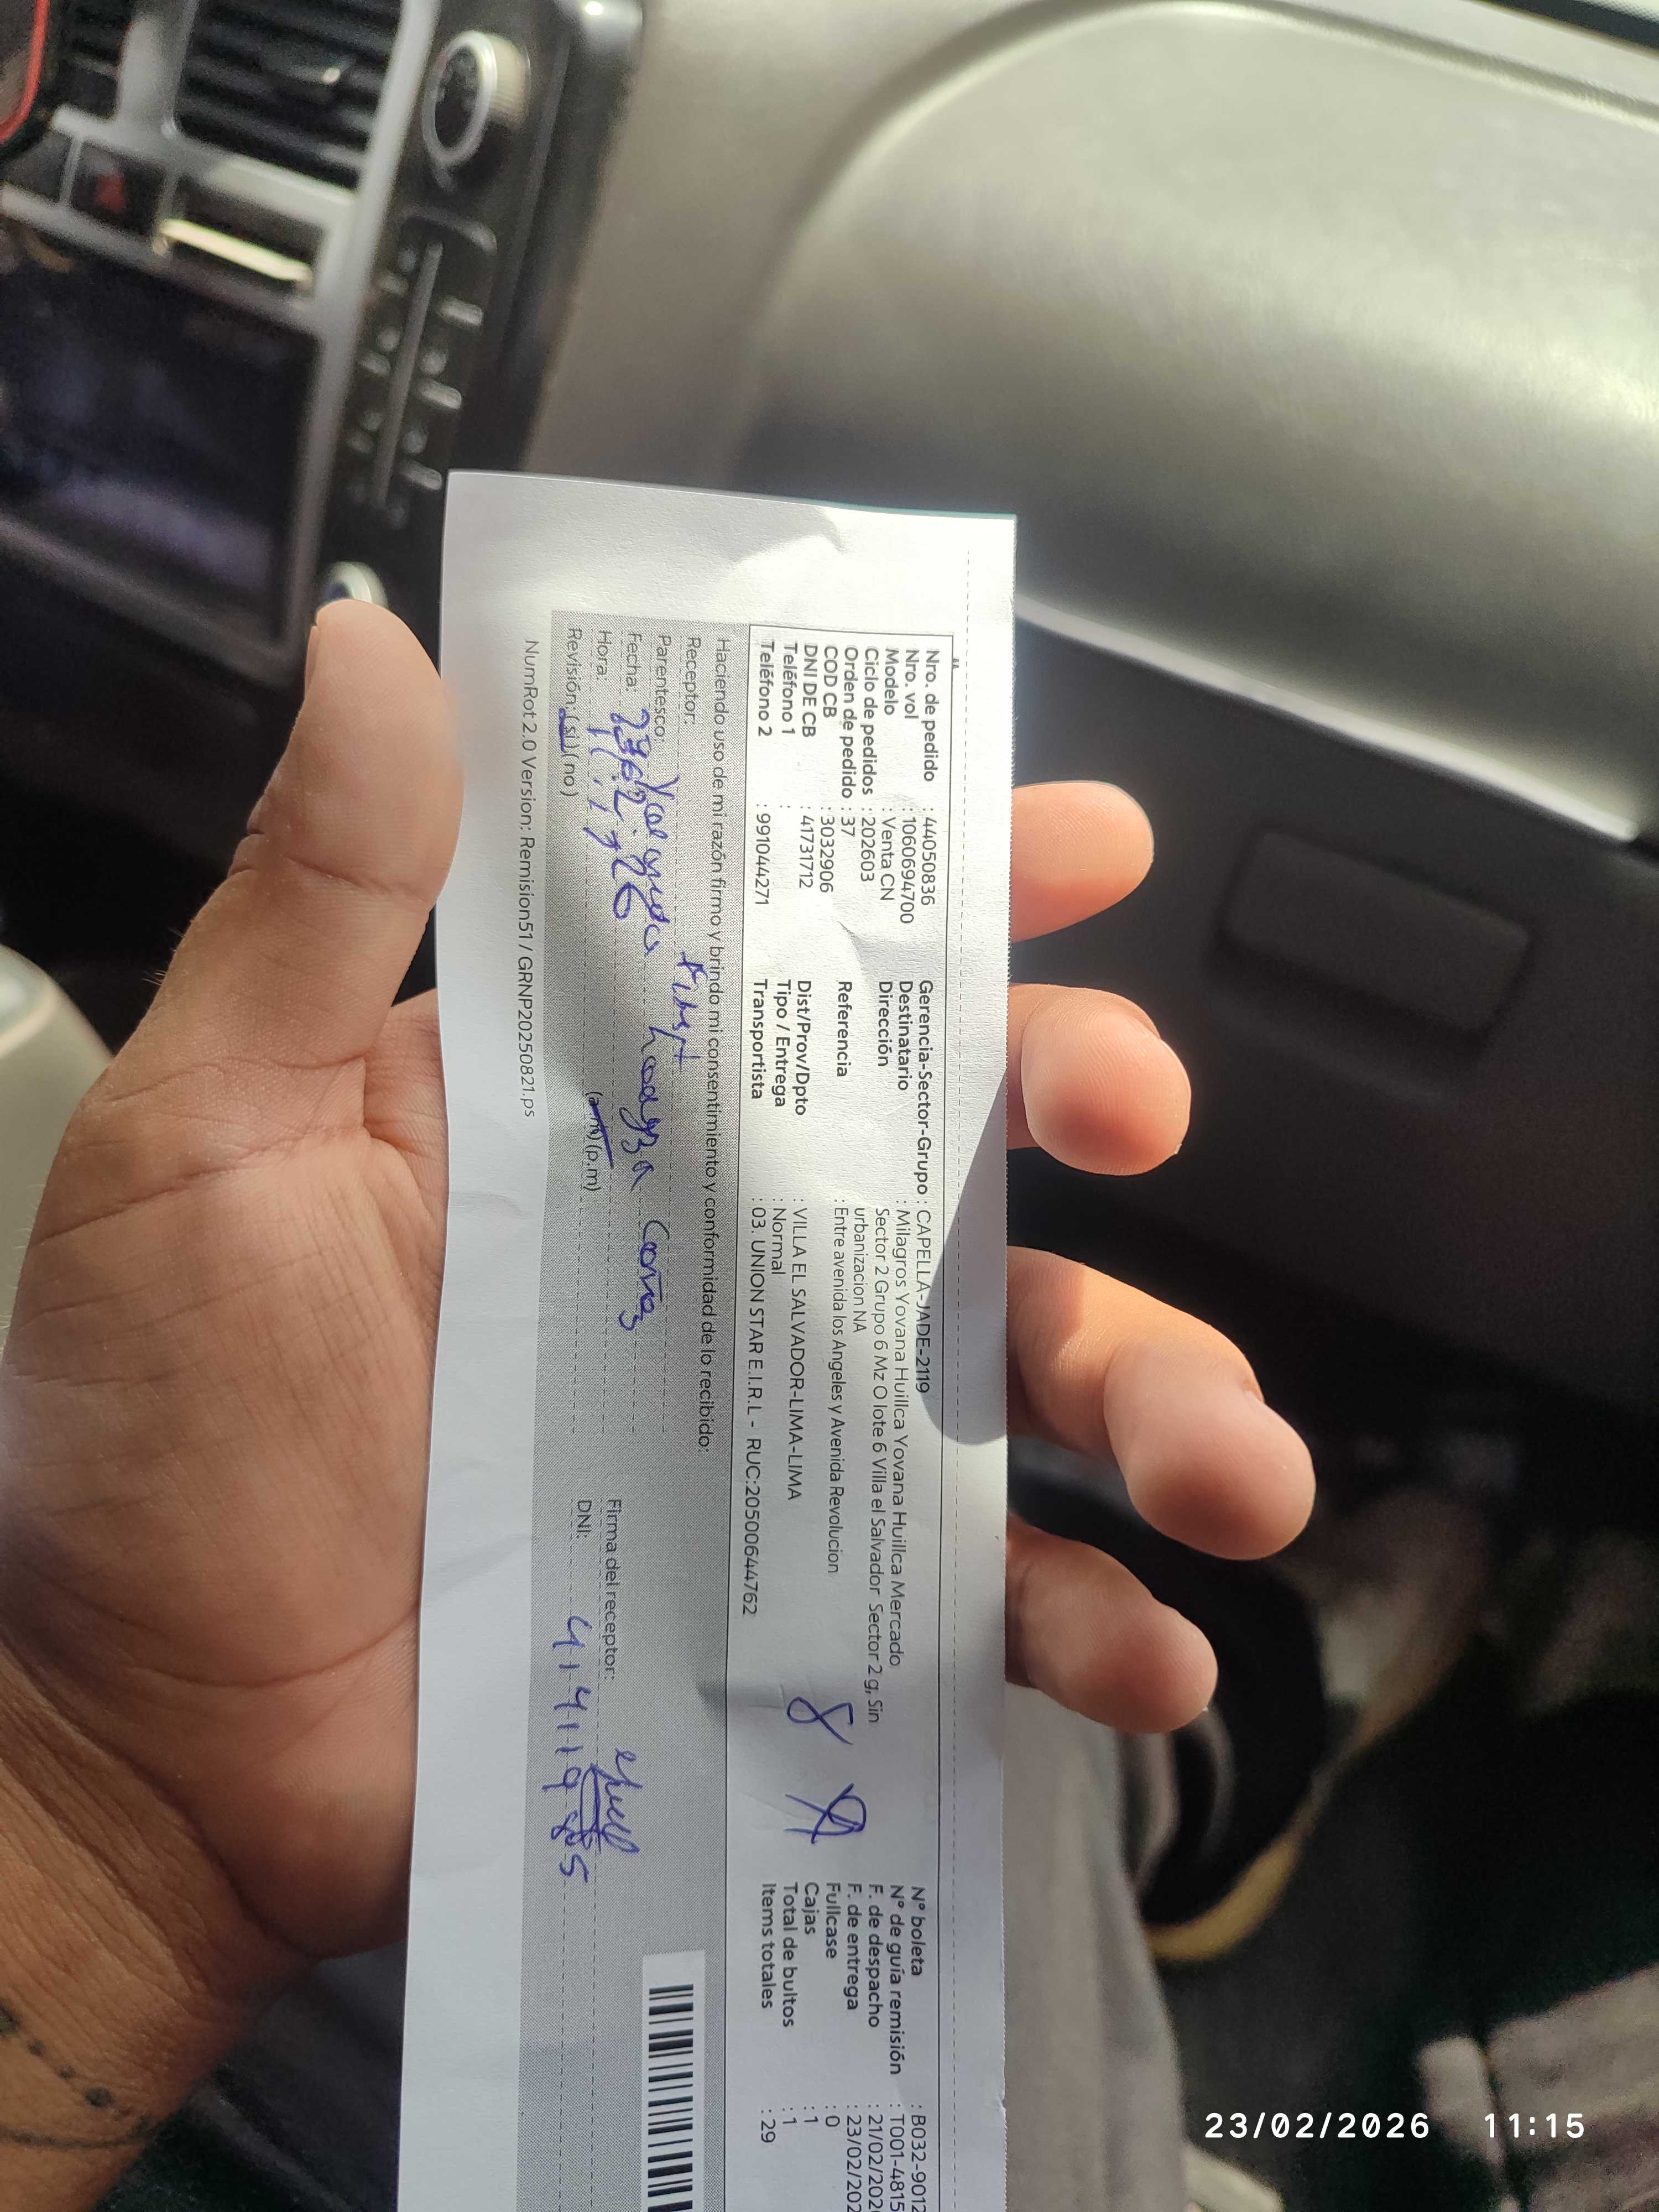 Nro. de pedido : 44050836
Nro. vol : 10606944700
Modelo : Venta CN
Ciclo de pedidos : 202603
Orden de pedido : 37
COD CB : 3032906
DNI DE CB : 41731712
Teléfono 1 :
Teléfono 2 : 991044271
Gerencia-Sector-Grupo : CAPELLA-JADE-2119
Destinatario : Milagros Yovana Huillca Yovana Huillca Mercado
Dirección Sector 2 Grupo 6 Mz O lote 6 Villa el Salvador Sector 2 g, Sin
urbanizacion NA
Referencia : Entre avenida los Angeles y Avenida Revolucion
Dist/Prov/Dpto : VILLA EL SALVADOR-LIMA-LIMA
Tipo / Entrega : Normal
Transportista : 03. UNION STAR E.I.R.L - RUC:20500644762
8
N° boleta : B032-9012
N° de guía remisión : T001-4815
F. de despacho : 21/02/202
F. de entrega : 23/02/202
Fullcase : 0
Cajas : 1
Total de bultos : 1
Items totales : 29
Haciendo uso de mi razón firmo y brindo mi consentimiento y conformidad de lo recibido:
Receptor:
Parentesco:
Fecha:
Hora: (a.m) (p.m)
Revisión: (si) (no)
Firma del receptor:
DNI: 41411985
NumRot2.0 Version: Remision51 / GRNP20250821.ps
23/02/2026 11:15